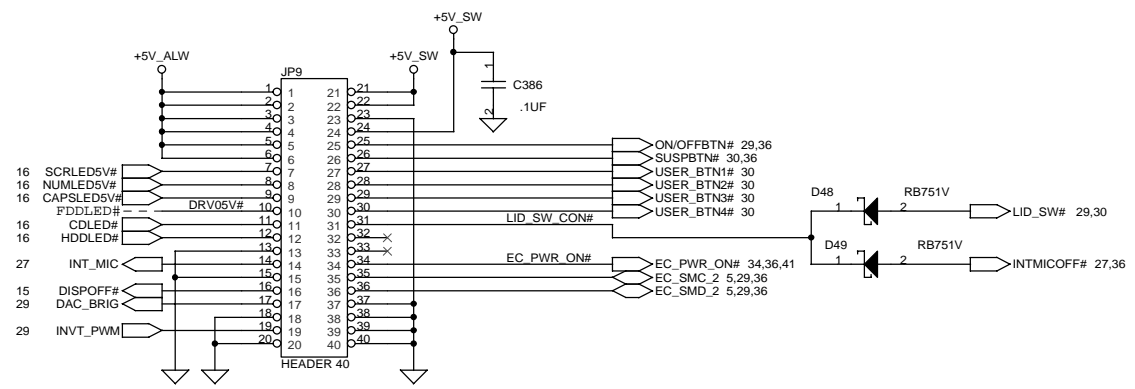 +5V_SW
+5V_ALW
+5V_SW
JP9
1 1 21 21
2 2 22 22
3 3 23 23
4 4 24 24
5 5 25 25
6 6 26 26
7 7 27 27
8 8 28 28
9 9 29 29
10 10 30 30
11 11 31 31
12 12 32 32
13 13 33 33
14 14 34 34
15 15 35 35
16 16 36 36
17 17 37 37
18 18 38 38
19 19 39 39
20 20 40 40
HEADER 40
1
C386
2
.1UF
16 SCRLED5V#
16 NUMLED5V#
16 CAPSLED5V#
FDDLED# DRV05V#
16 CDLED#
16 HDDLED#
27 INT_MIC
15 DISPOFF#
29 DAC_BRIG
29 INVT_PWM
ON/OFFBTN# 29,36
SUSPBTN# 30,36
USER_BTN1# 30
USER_BTN2# 30
USER_BTN3# 30
USER_BTN4# 30
LID_SW_CON#
EC_PWR_ON# EC_PWR_ON# 34,36,41
EC_SMC_2 5,29,36
EC_SMD_2 5,29,36
D48 RB751V
1 2 LID_SW# 29,30
D49 RB751V
1 2 INTMICOFF# 27,36